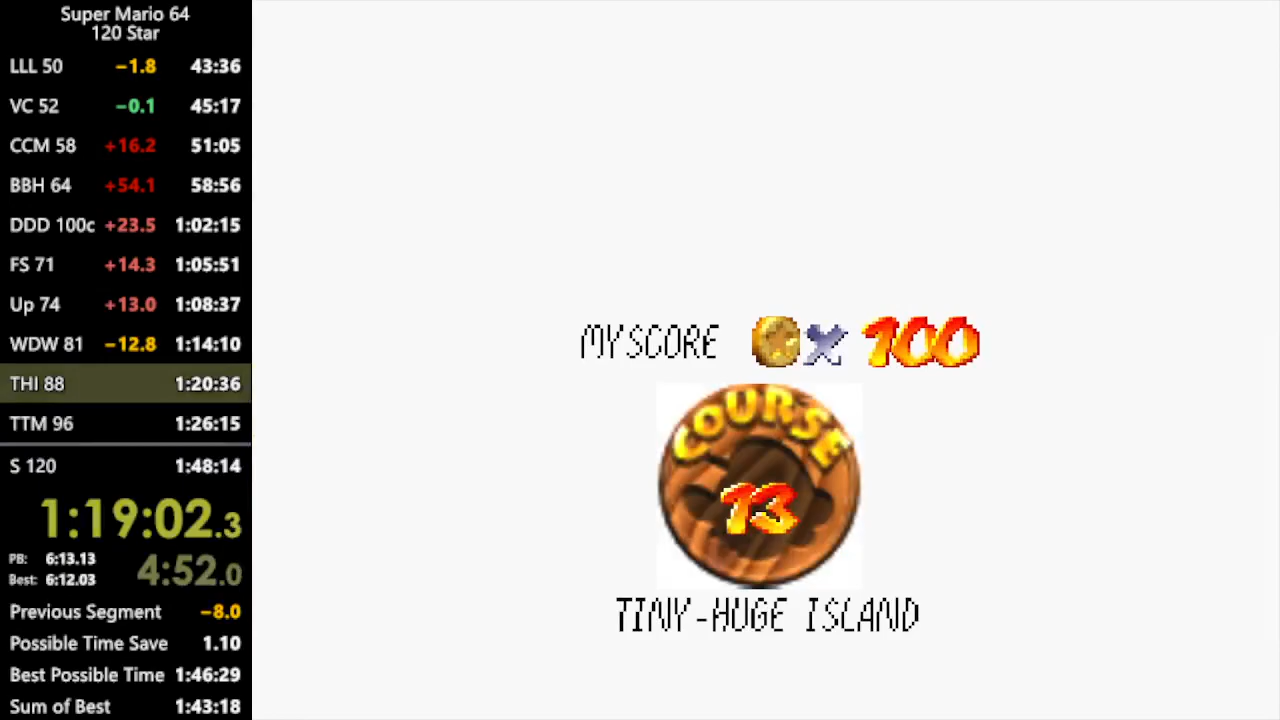 Super Mario 64
120 Star
LLL 50 −1.8 43:36
VC 52 −0.1 45:17
CCM 58 +16.2 51:05
BBH 64 +54.1 58:56
DDD 100c +23.5 1:02:15
FS 71 +14.3 1:05:51
Up 74 +13.0 1:08:37
WDW 81 −12.8 1:14:10
THI 88 1:20:36
TTM 96 1:26:15
S 120 1:48:14
1:19:02.3
PB: 6:13.13
Best: 6:12.03
4:52.0
Previous Segment −8.0
Possible Time Save 1.10
Best Possible Time 1:46:29
Sum of Best 1:43:18
MY SCORE × 100
COURSE
13
TINY-HUGE ISLAND